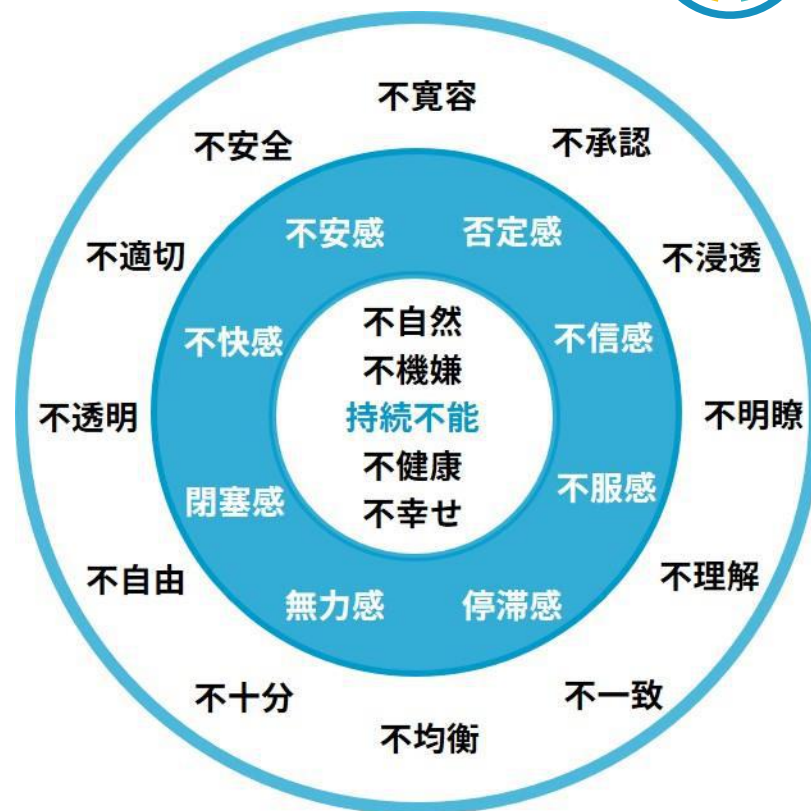 不寛容
不承認
不安全
不安感
否定感
不適切
不浸透
不快感
不信感
不自然
不機嫌
持続不能
不健康
不幸せ
不透明
不明瞭
閉塞感
不服感
不自由
不理解
無力感
停滞感
不十分
不一致
不均衡